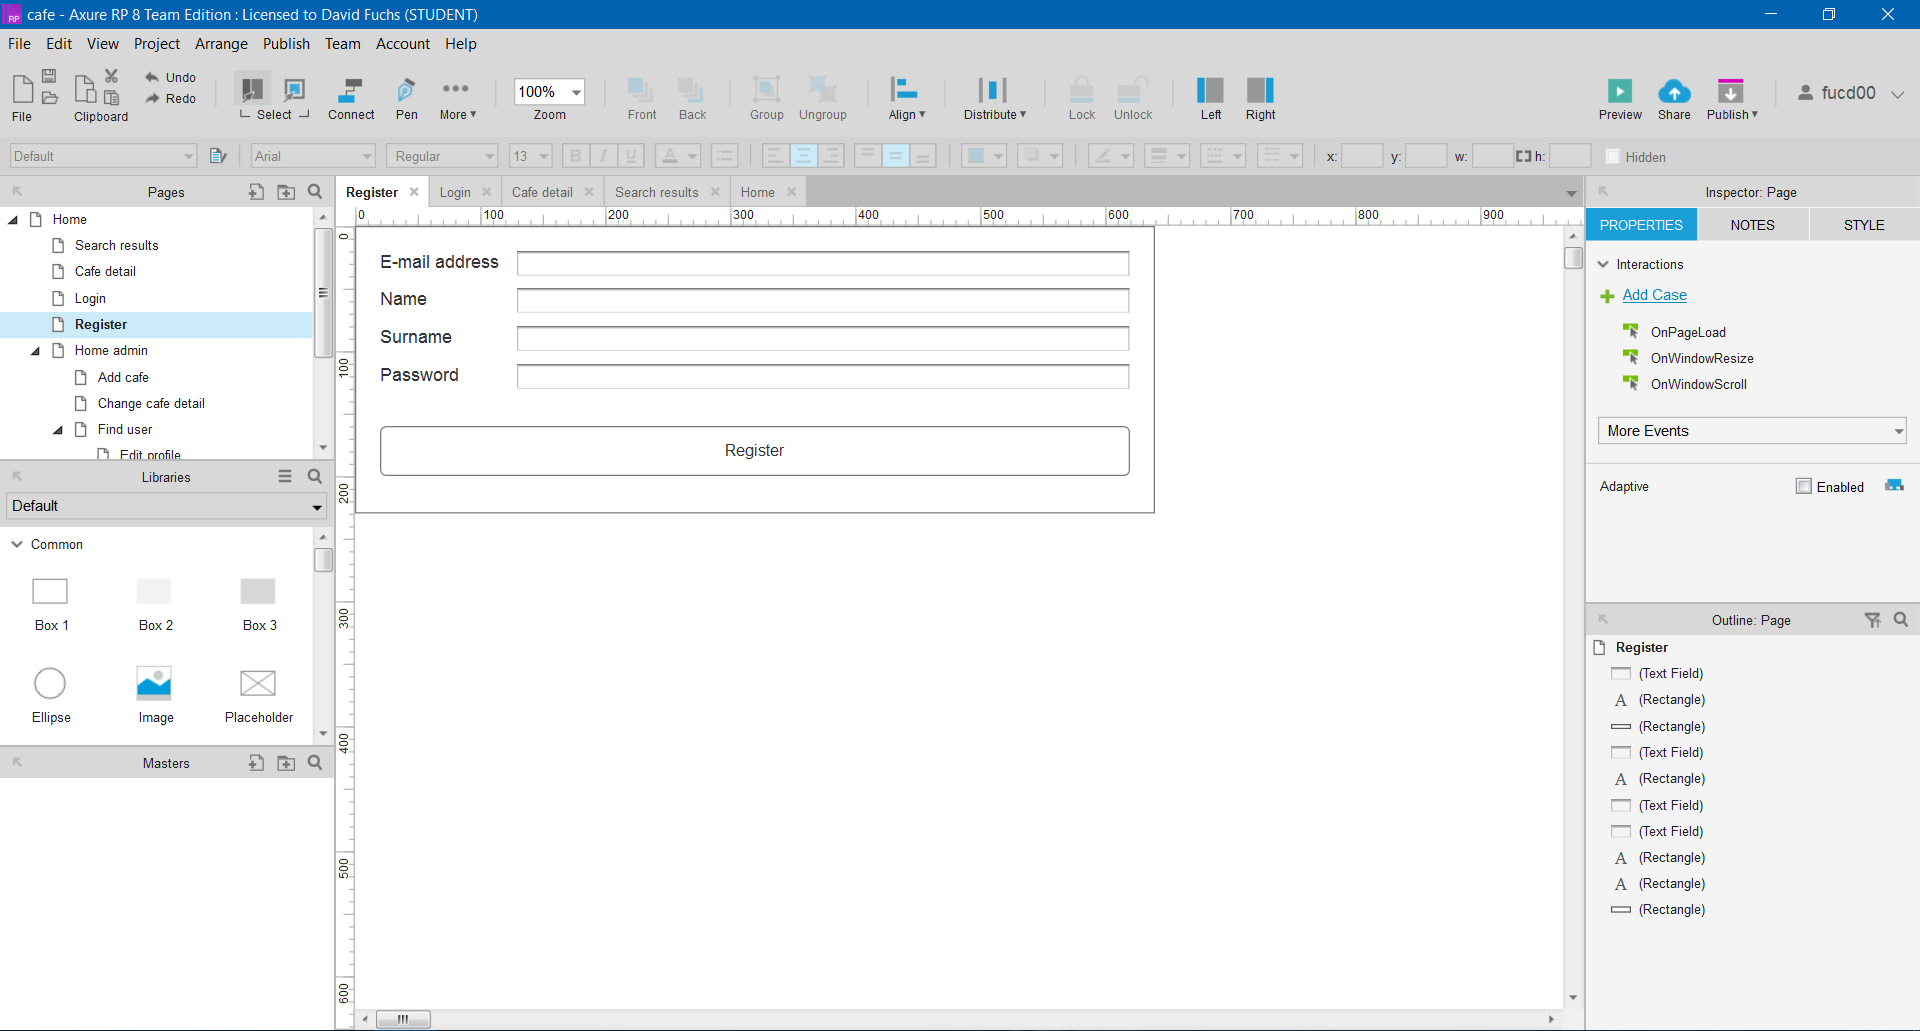 cafe - Axure RP 8 Team Edition : Licensed to David Fuchs (STUDENT)
File Edit View Project Arrange Publish Team Account Help
File Clipboard Undo Redo Select Connect Pen More 100% Zoom Front Back Group Ungroup Align Distribute Lock Unlock Left Right Preview Share Publish fucd00
Default Arial Regular 13 B I U A x: y: w: h: Hidden
Pages
Home
Search results
Cafe detail
Login
Register
Home admin
Add cafe
Change cafe detail
Find user
Edit profile
Libraries
Default
Common
Box 1 Box 2 Box 3
Ellipse Image Placeholder
Masters
Register Login Cafe detail Search results Home
0 100 200 300 400 500 600 700 800 900
0
100
200
300
400
500
600
E-mail address
Name
Surname
Password
Register
Inspector: Page
PROPERTIES NOTES STYLE
Interactions
Add Case
OnPageLoad
OnWindowResize
OnWindowScroll
More Events
Adaptive Enabled
Outline: Page
Register
(Text Field)
A (Rectangle)
(Rectangle)
(Text Field)
A (Rectangle)
(Text Field)
(Text Field)
A (Rectangle)
A (Rectangle)
(Rectangle)